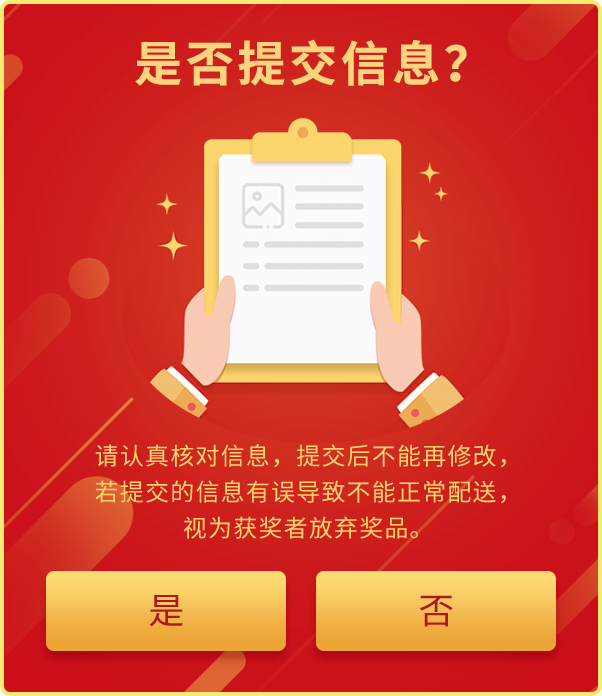 是否提交信息？
请认真核对信息，提交后不能再修改，
若提交的信息有误导致不能正常配送，
视为获奖者放弃奖品。
是
否